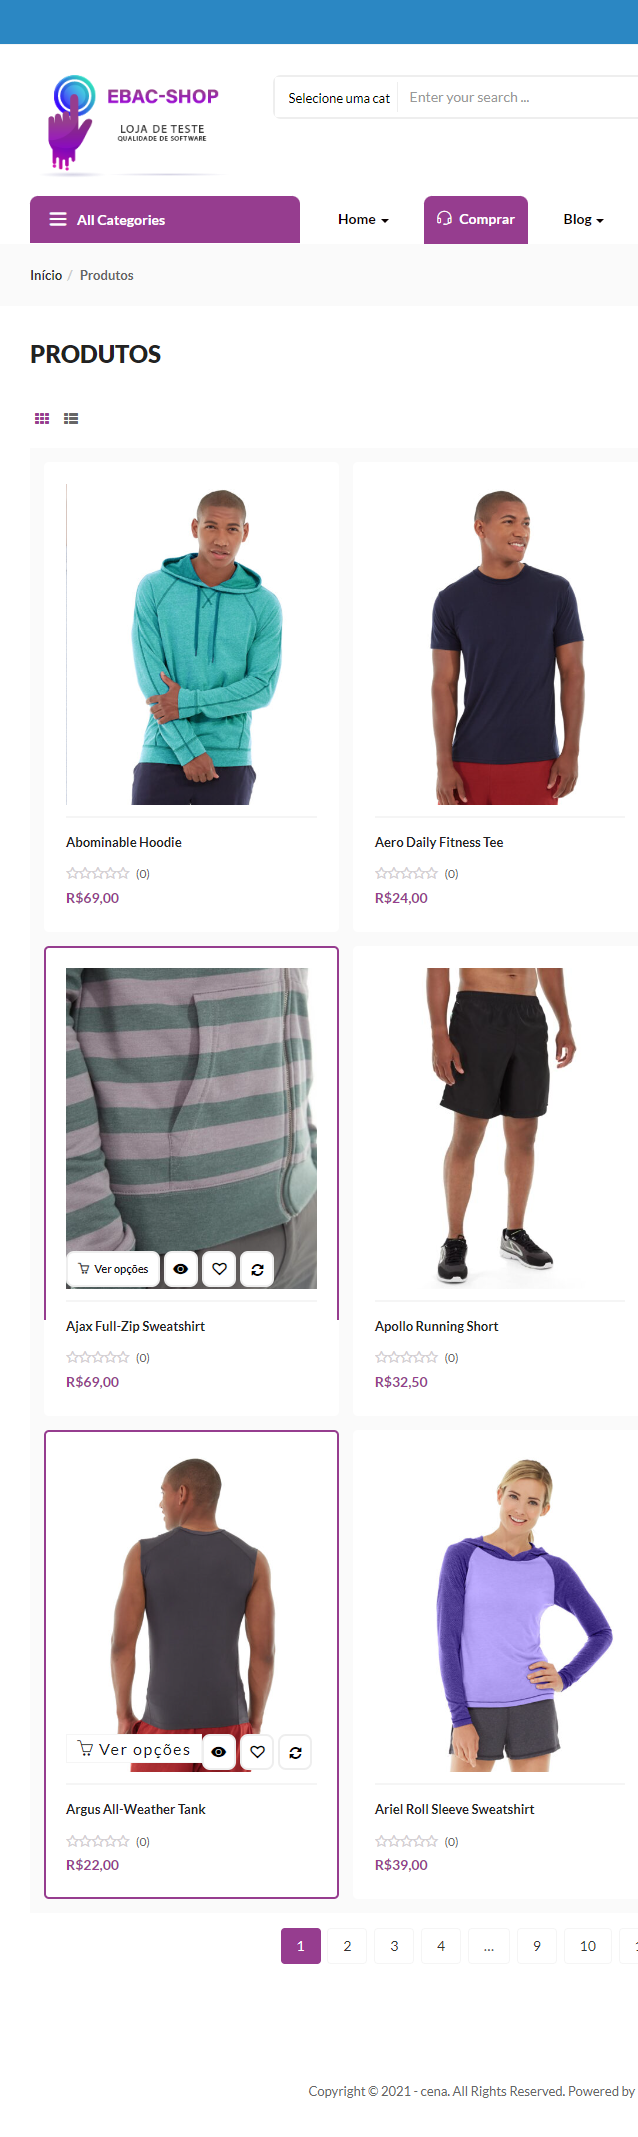 EBAC-SHOP
LOJA DE TESTE
QUALIDADE DE SOFTWARE
Selecione uma cat
Enter your search ...
All Categories
Home
Comprar
Blog
Início / Produtos
PRODUTOS
Abominable Hoodie
(0)
R$69,00
Aero Daily Fitness Tee
(0)
R$24,00
Ver opções
Ajax Full-Zip Sweatshirt
(0)
R$69,00
Apollo Running Short
(0)
R$32,50
Ver opções
Argus All-Weather Tank
(0)
R$22,00
Ariel Roll Sleeve Sweatshirt
(0)
R$39,00
1 2 3 4 ... 9 10
Copyright © 2021 - cena. All Rights Reserved. Powered by